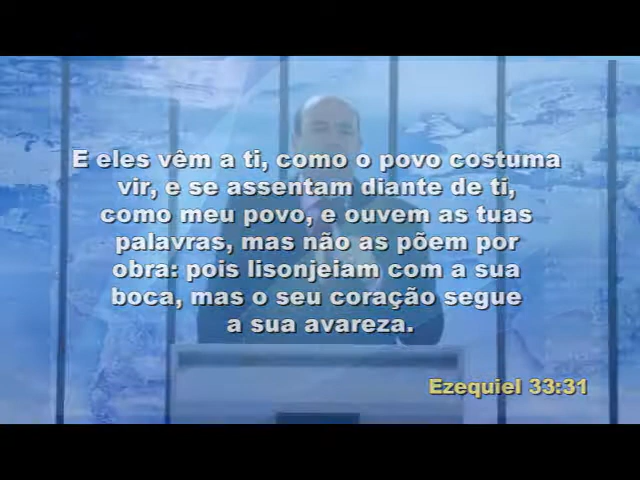 E eles vêm a ti, como o povo costuma
vir, e se assentam diante de ti,
como meu povo, e ouvem as tuas
palavras, mas não as põem por
obra: pois lisonjeiam com a sua
boca, mas o seu coração segue
a sua avareza.
Ezequiel 33:31